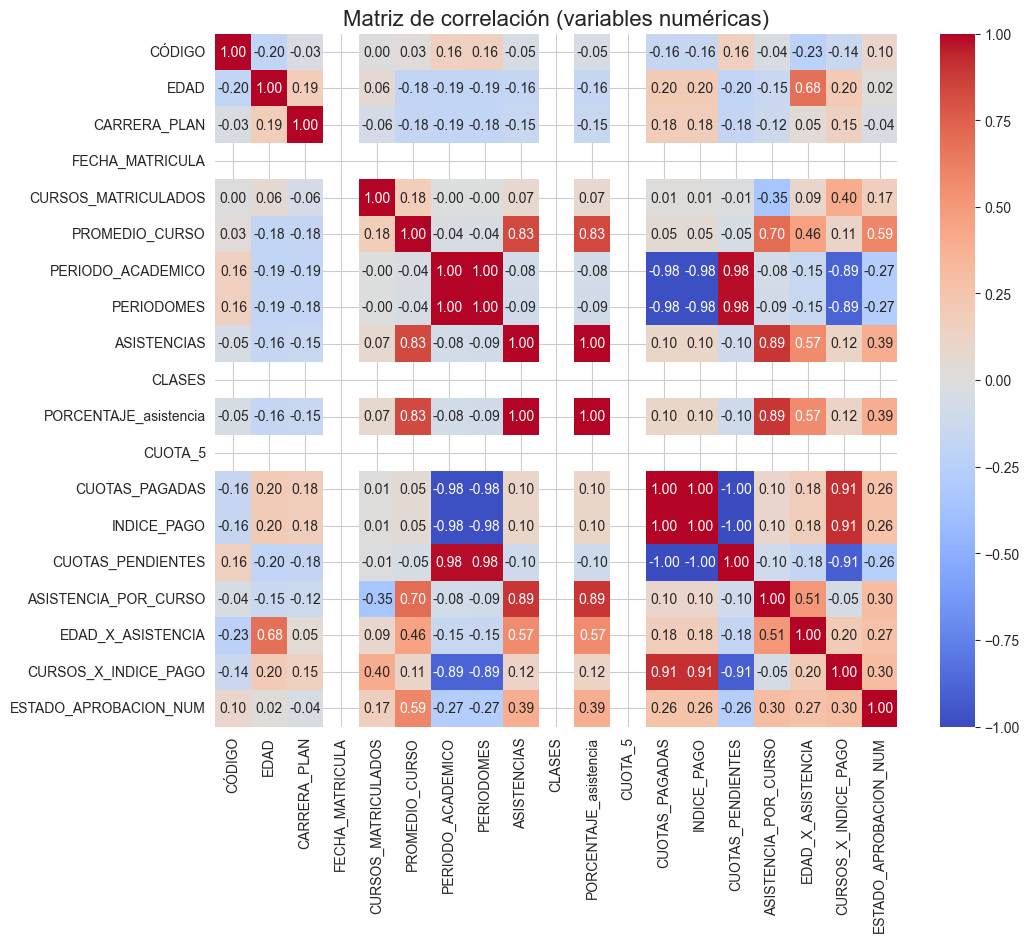 Matriz de correlación (variables numéricas)
CÓDIGO 1.00 -0.20 -0.03 0.00 0.03 0.16 0.16 -0.05 -0.05 -0.16 -0.16 0.16 -0.04 -0.23 -0.14 0.10
EDAD -0.20 1.00 0.19 0.06 -0.18 -0.19 -0.19 -0.16 -0.16 0.20 0.20 -0.20 -0.15 0.68 0.20 0.02
CARRERA_PLAN -0.03 0.19 1.00 -0.06 -0.18 -0.19 -0.18 -0.15 -0.15 0.18 0.18 -0.18 -0.12 0.05 0.15 -0.04
FECHA_MATRICULA
CURSOS_MATRICULADOS 0.00 0.06 -0.06 1.00 0.18 -0.00 -0.00 0.07 0.07 0.01 0.01 -0.01 -0.35 0.09 0.40 0.17
PROMEDIO_CURSO 0.03 -0.18 -0.18 0.18 1.00 -0.04 -0.04 0.83 0.83 0.05 0.05 -0.05 0.70 0.46 0.11 0.59
PERIODO_ACADEMICO 0.16 -0.19 -0.19 -0.00 -0.04 1.00 1.00 -0.08 -0.08 -0.98 -0.98 0.98 -0.08 -0.15 -0.89 -0.27
PERIODOMES 0.16 -0.19 -0.18 -0.00 -0.04 1.00 1.00 -0.09 -0.09 -0.98 -0.98 0.98 -0.09 -0.15 -0.89 -0.27
ASISTENCIAS -0.05 -0.16 -0.15 0.07 0.83 -0.08 -0.09 1.00 1.00 0.10 0.10 -0.10 0.89 0.57 0.12 0.39
CLASES
PORCENTAJE_asistencia -0.05 -0.16 -0.15 0.07 0.83 -0.08 -0.09 1.00 1.00 0.10 0.10 -0.10 0.89 0.57 0.12 0.39
CUOTA_5
CUOTAS_PAGADAS -0.16 0.20 0.18 0.01 0.05 -0.98 -0.98 0.10 0.10 1.00 1.00 -1.00 0.10 0.18 0.91 0.26
INDICE_PAGO -0.16 0.20 0.18 0.01 0.05 -0.98 -0.98 0.10 0.10 1.00 1.00 -1.00 0.10 0.18 0.91 0.26
CUOTAS_PENDIENTES 0.16 -0.20 -0.18 -0.01 -0.05 0.98 0.98 -0.10 -0.10 -1.00 -1.00 1.00 -0.10 -0.18 -0.91 -0.26
ASISTENCIA_POR_CURSO -0.04 -0.15 -0.12 -0.35 0.70 -0.08 -0.09 0.89 0.89 0.10 0.10 -0.10 1.00 0.51 -0.05 0.30
EDAD_X_ASISTENCIA -0.23 0.68 0.05 0.09 0.46 -0.15 -0.15 0.57 0.57 0.18 0.18 -0.18 0.51 1.00 0.20 0.27
CURSOS_X_INDICE_PAGO -0.14 0.20 0.15 0.40 0.11 -0.89 -0.89 0.12 0.12 0.91 0.91 -0.91 -0.05 0.20 1.00 0.30
ESTADO_APROBACION_NUM 0.10 0.02 -0.04 0.17 0.59 -0.27 -0.27 0.39 0.39 0.26 0.26 -0.26 0.30 0.27 0.30 1.00
CÓDIGO
EDAD
CARRERA_PLAN
FECHA_MATRICULA
CURSOS_MATRICULADOS
PROMEDIO_CURSO
PERIODO_ACADEMICO
PERIODOMES
ASISTENCIAS
CLASES
PORCENTAJE_asistencia
CUOTA_5
CUOTAS_PAGADAS
INDICE_PAGO
CUOTAS_PENDIENTES
ASISTENCIA_POR_CURSO
EDAD_X_ASISTENCIA
CURSOS_X_INDICE_PAGO
ESTADO_APROBACION_NUM
1.00
0.75
0.50
0.25
0.00
−0.25
−0.50
−0.75
−1.00